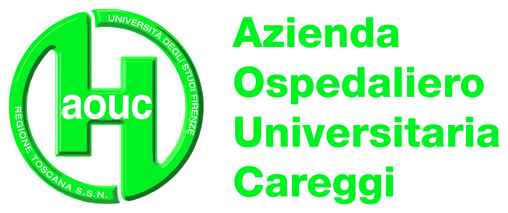 UNIVERSITÀ DEGLI STUDI FIRENZE
aouc
REGIONE TOSCANA S.S.N.
Azienda
Ospedaliero
Universitaria
Careggi